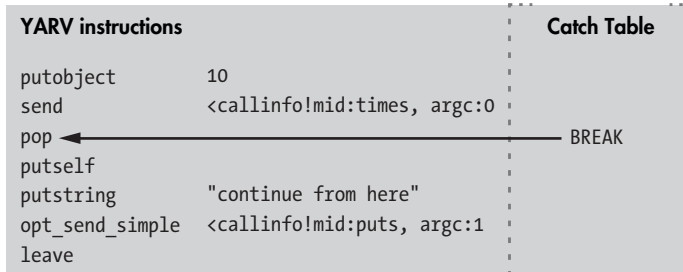 YARV instructions Catch Table
putobject 10
send <callinfo!mid:times, argc:0
pop BREAK
putself
putstring "continue from here"
opt_send_simple <callinfo!mid:puts, argc:1
leave